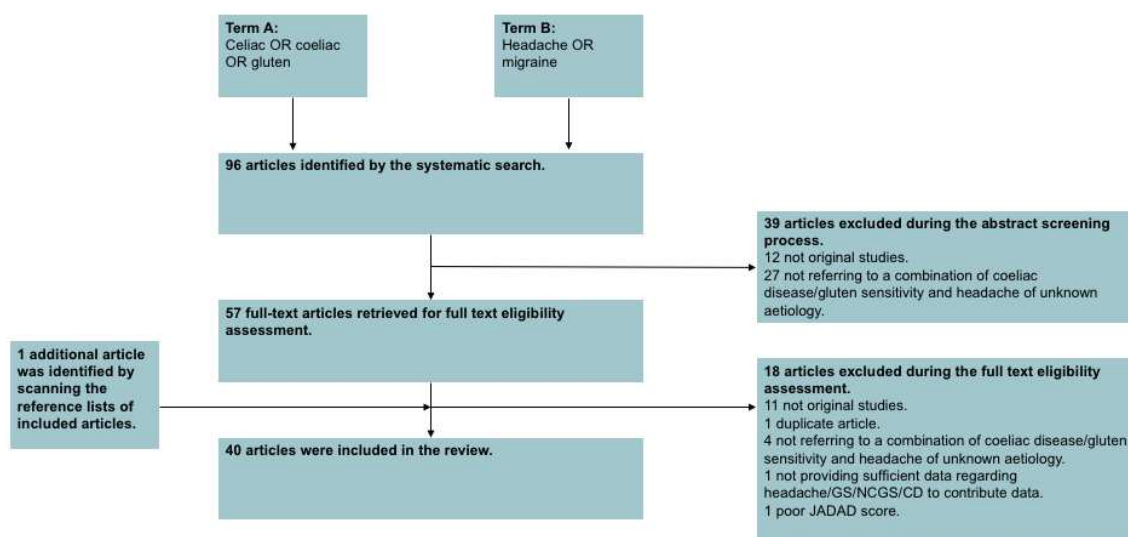 Term A:
Celiac OR coeliac
OR gluten
Term B:
Headache OR
migraine
96 articles identified by the systematic search.
39 articles excluded during the abstract screening
process.
12 not original studies.
27 not referring to a combination of coeliac
disease/gluten sensitivity and headache of unknown
aetiology.
57 full-text articles retrieved for full text eligibility
assessment.
1 additional article
was identified by
scanning the
reference lists of
included articles.
18 articles excluded during the full text eligibility
assessment.
11 not original studies.
1 duplicate article.
4 not referring to a combination of coeliac disease/gluten
sensitivity and headache of unknown aetiology.
1 not providing sufficient data regarding
headache/GS/NCGS/CD to contribute data.
1 poor JADAD score.
40 articles were included in the review.